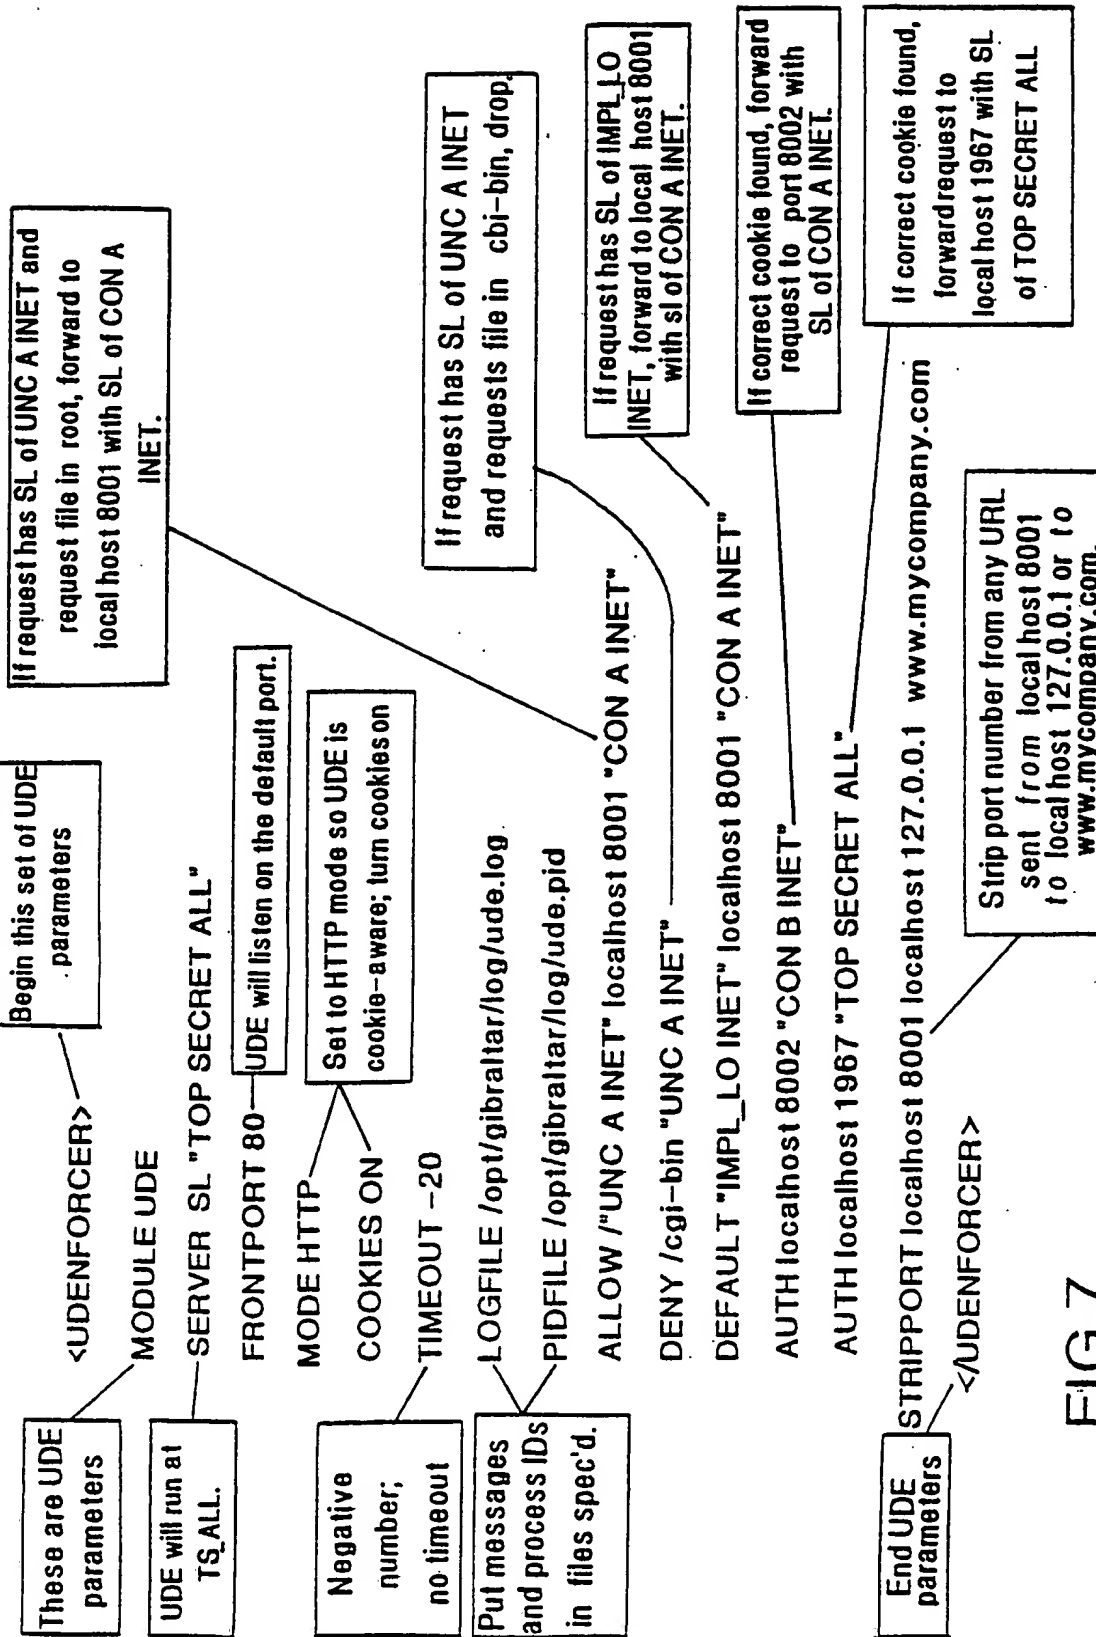 Begin this set of UDE
parameters
If request has SL of UNC A INET and
request file in root, forward to
local host 8001 with SL of CON A
INET.
These are UDE
parameters
<UDENFORCER>
MODULE UDE
UDE will run at
TS_ALL.
SERVER SL "TOP SECRET ALL"
FRONTPORT 80
UDE will listen on the default port.
MODE HTTP
COOKIES ON
Set to HTTP mode so UDE is
cookie-aware; turn cookies on
Negative
number;
no timeout
TIMEOUT -20
If request has SL of UNC A INET
and requests file in cbi-bin, drop.
Put messages
and process IDs
in files spec'd.
LOGFILE /opt/gibraltar/log/ude.log
PIDFILE /opt/gibraltar/log/ude.pid
ALLOW /"UNC A INET" localhost 8001 "CON A INET"
If request has SL of IMPL_LO
INET, forward to local host 8001
with sl of CON A INET.
DENY /cgi-bin "UNC A INET"
DEFAULT "IMPL_LO INET" localhost 8001 "CON A INET"
If correct cookie found, forward
request to port 8002 with
SL of CON A INET.
AUTH localhost 8002 "CON B INET"
AUTH localhost 1967 "TOP SECRET ALL"
If correct cookie found,
forward request to
local host 1967 with SL
of TOP SECRET ALL
STRIPPORT localhost 8001 localhost 127.0.0.1 www.mycompany.com
End UDE
parameters
</UDENFORCER>
Strip port number from any URL
sent from local host 8001
to local host 127.0.0.1 or to
www.mycompany.com.
FIG 7